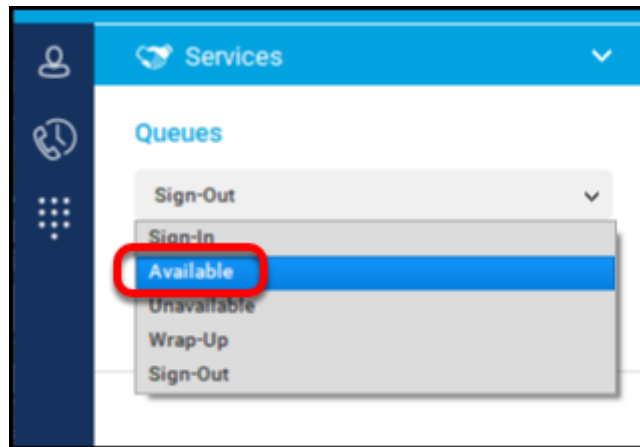 Services
Queues
Sign-Out
Sign-In
Available
Unavailable
Wrap-Up
Sign-Out